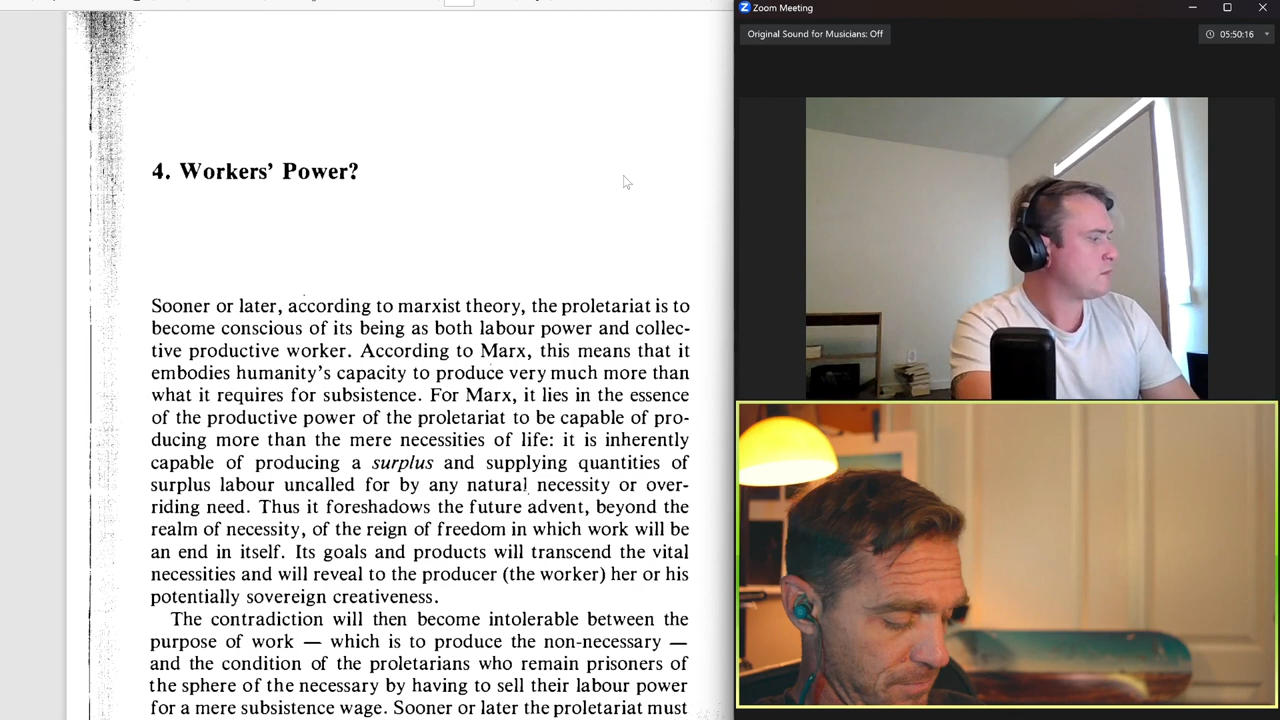 4. Workers' Power?
Sooner or later, according to marxist theory, the proletariat is to
become conscious of its being as both labour power and collec-
tive productive worker. According to Marx, this means that it
embodies humanity's capacity to produce very much more than
what it requires for subsistence. For Marx, it lies in the essence
of the productive power of the proletariat to be capable of pro-
ducing more than the mere necessities of life: it is inherently
capable of producing a surplus and supplying quantities of
surplus labour uncalled for by any natural necessity or over-
riding need. Thus it foreshadows the future advent, beyond the
realm of necessity, of the reign of freedom in which work will be
an end in itself. Its goals and products will transcend the vital
necessities and will reveal to the producer (the worker) her or his
potentially sovereign creativeness.
The contradiction will then become intolerable between the
purpose of work — which is to produce the non-necessary —
and the condition of the proletarians who remain prisoners of
the sphere of the necessary by having to sell their labour power
for a mere subsistence wage. Sooner or later the proletariat must
Zoom Meeting
Original Sound for Musicians: Off
05:50:16